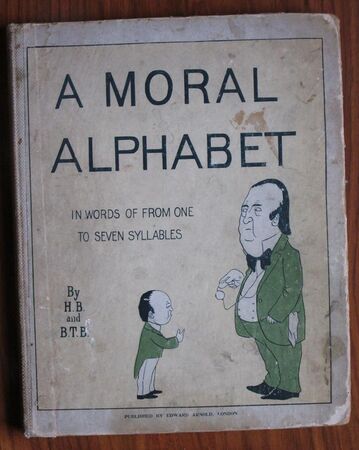 A MORAL
ALPHABET
IN WORDS OF FROM ONE
TO SEVEN SYLLABLES
By
H.B.
and
B.T.B.
PUBLISHED BY EDWARD ARNOLD, LONDON.